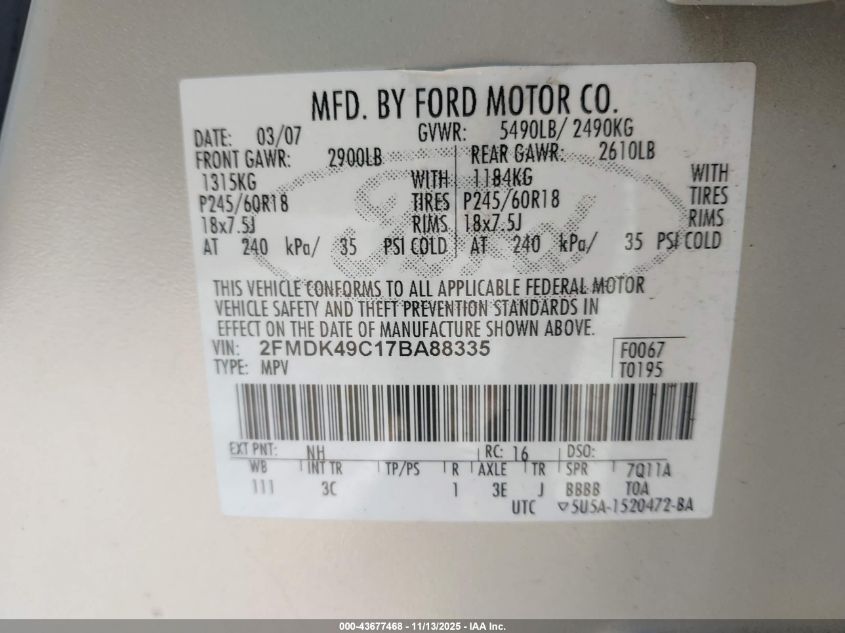 MFD. BY FORD MOTOR CO.
DATE: 03/07 GVWR: 5490LB/ 2490KG
FRONT GAWR: 2900LB REAR GAWR: 2610LB
1315KG WITH 1184KG WITH
P245/60R18 TIRES P245/60R18 TIRES
18x7.5J RIMS 18x7.5J RIMS
AT 240 kPa/ 35 PSI COLD AT 240 kPa/ 35 PSI COLD
THIS VEHICLE CONFORMS TO ALL APPLICABLE FEDERAL MOTOR
VEHICLE SAFETY AND THEFT PREVENTION STANDARDS IN
EFFECT ON THE DATE OF MANUFACTURE SHOWN ABOVE.
VIN: 2FMDK49C17BA88335 F0067
TYPE: MPV T0195
EXT PNT: NH RC: 16 DSO:
WB INT TR TP/PS R AXLE TR SPR 7Q11A
111 3C 1 3E J BBBB TOA
UTC ▽5U5A-1520472-BA
Ford
000-43677468 - 11/13/2025 - IAA Inc.